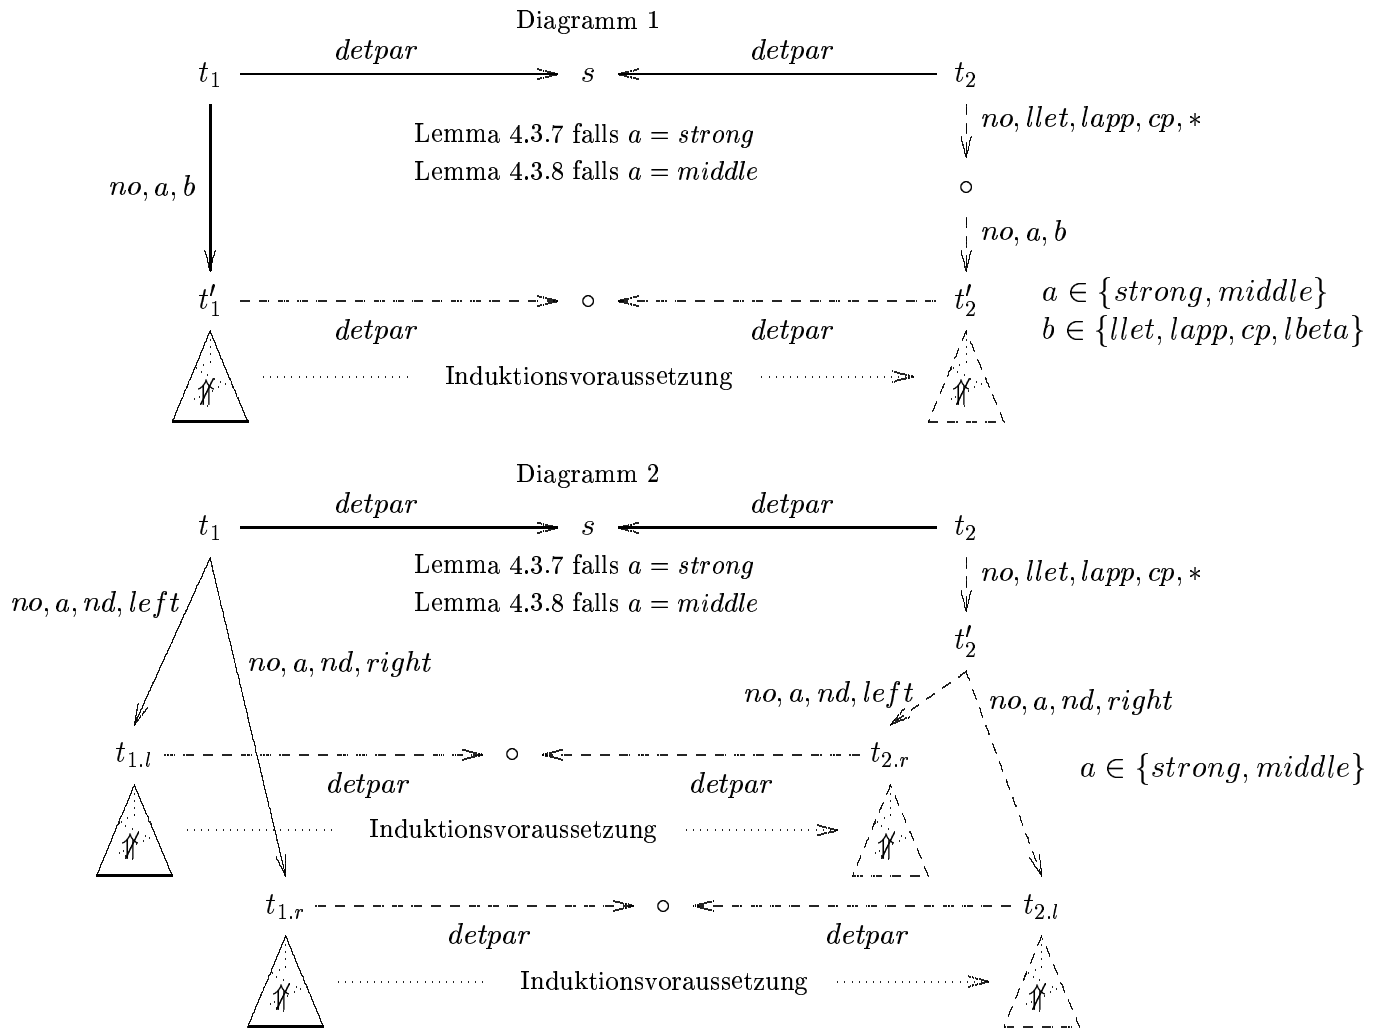 Diagramm 1
detpar detpar
t₁ s t₂
no, llet, lapp, cp, *
Lemma 4.3.7 falls a = strong
Lemma 4.3.8 falls a = middle
no, a, b
no, a, b
t′₁ t′₂
a ∈ {strong, middle}
detpar detpar
b ∈ {llet, lapp, cp, lbeta}
Induktionsvoraussetzung
⇑̸ ⇑̸
Diagramm 2
detpar detpar
t₁ s t₂
Lemma 4.3.7 falls a = strong
no, llet, lapp, cp, *
no, a, nd, left
Lemma 4.3.8 falls a = middle
t′₂
no, a, nd, right
no, a, nd, left
no, a, nd, right
t₁.l t₂.r
a ∈ {strong, middle}
detpar detpar
Induktionsvoraussetzung
⇑̸ ⇑̸
t₁.r t₂.l
detpar detpar
Induktionsvoraussetzung
⇑̸ ⇑̸